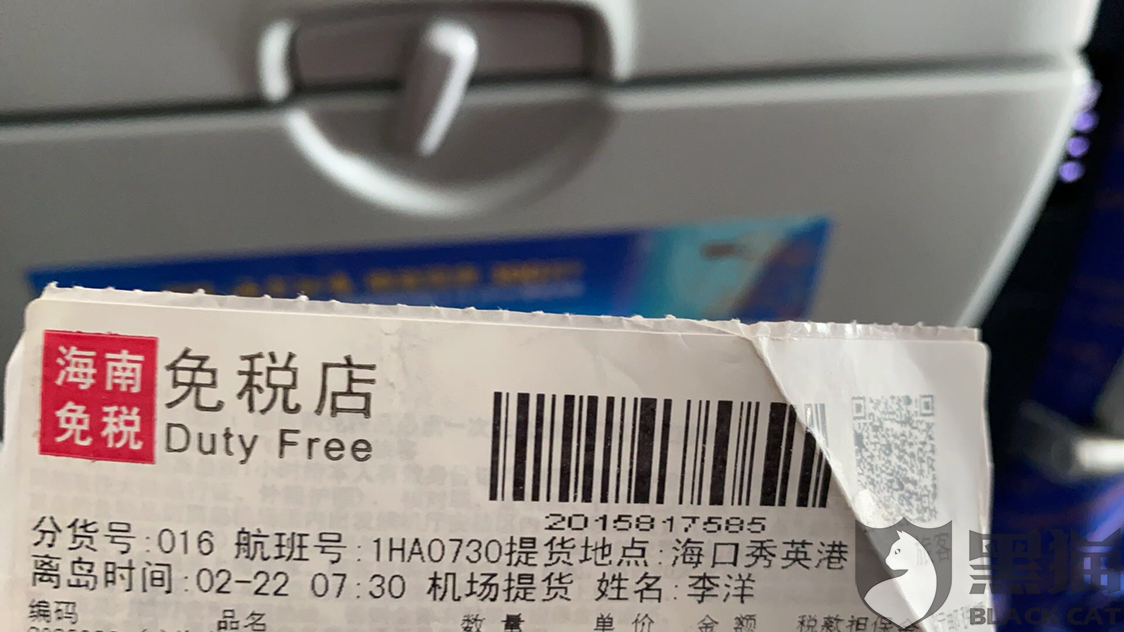 海南
免税
免税店
Duty Free
2015817585
分货号:016 航班号:1HA0730提货地点:海口秀英港
离岛时间:02-22 07:30 机场提货 姓名:李洋
编码 品名 数量 单价 金额 税款担保
旅客
黑猫
BLACK CAT